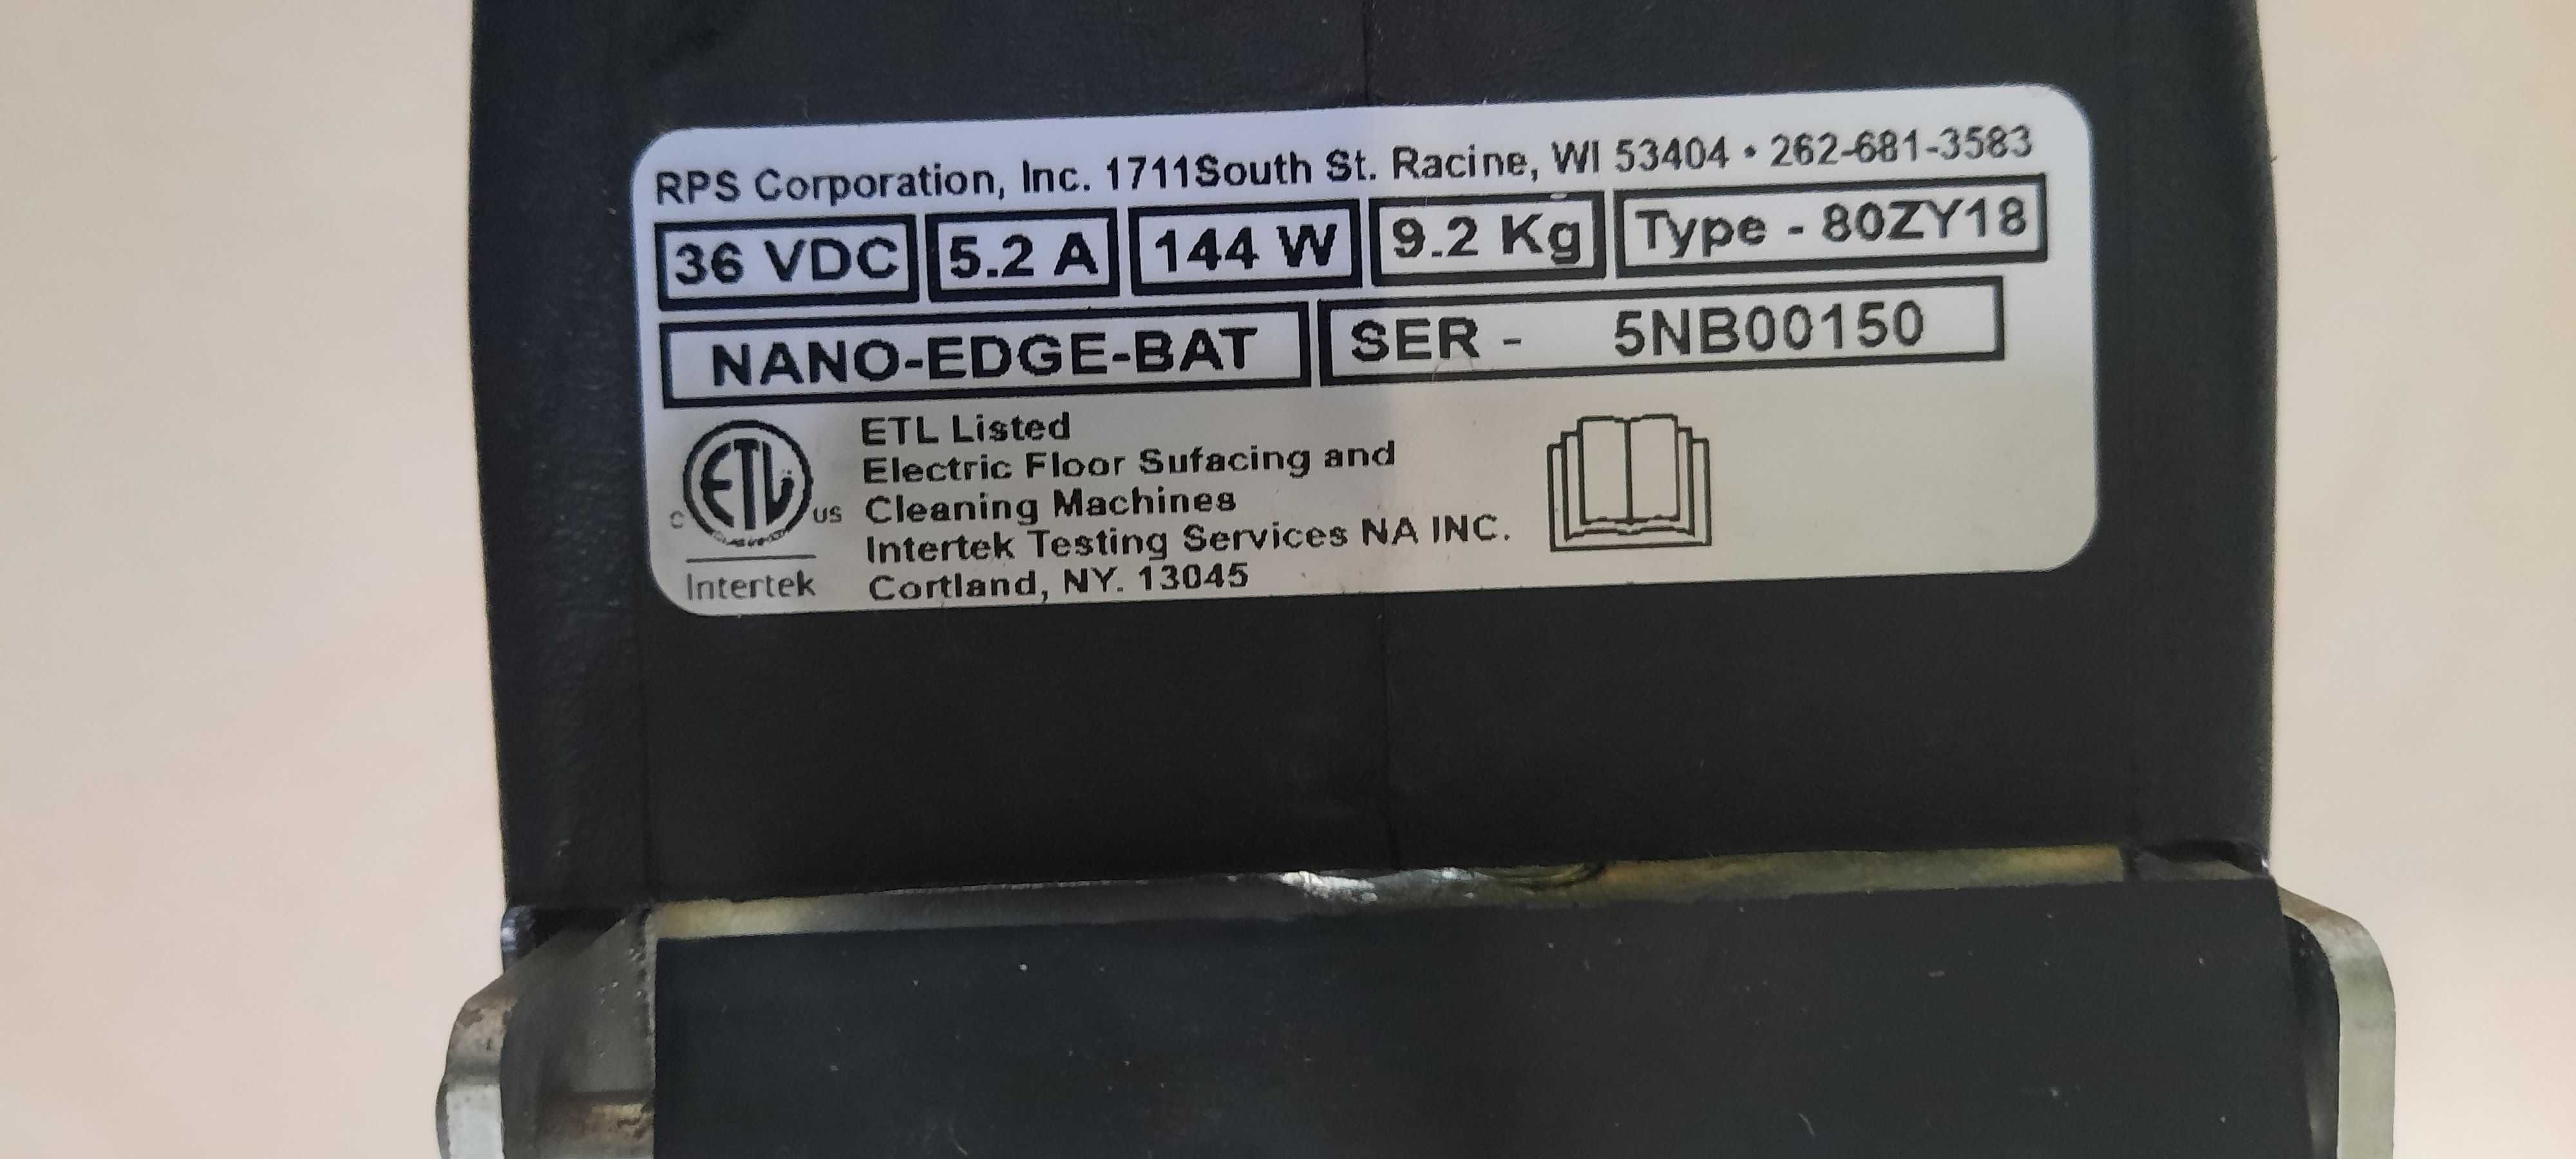 RPS Corporation, Inc. 1711South St. Racine, WI 53404 • 262-681-3583
36 VDC 5.2 A 144 W 9.2 Kg Type - 80ZY18
NANO-EDGE-BAT SER - 5NB00150
ETL Listed
Electric Floor Sufacing and
Cleaning Machines
Intertek Testing Services NA INC.
Cortland, NY. 13045
C ETL US
Intertek